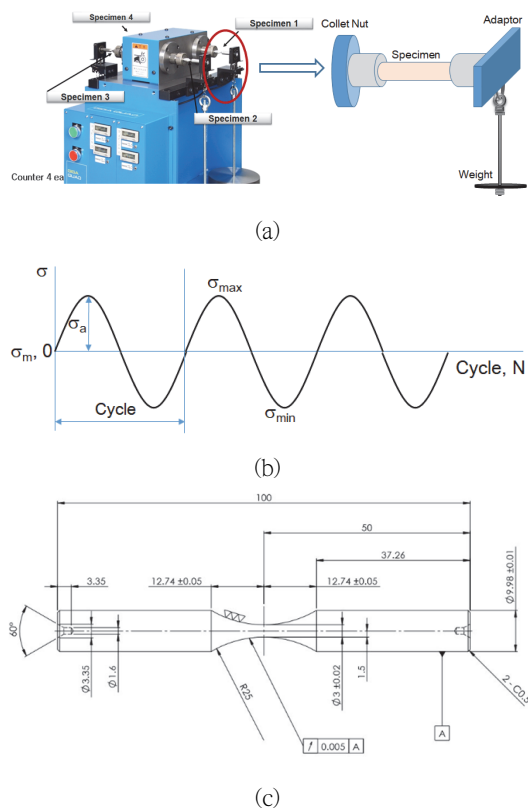 Specimen 4
Specimen 1
Specimen 3
Specimen 2
Counter 4 ea
Collet Nut
Adaptor
Specimen
Weight
(a)
σ
σmax
σa
σm, 0
Cycle, N
Cycle
σmin
(b)
100
50
37.26
3.35
12.74 ±0.05
12.74 ±0.05
Ø9.98 ±0.01
60°
Ø3.35
Ø1.6
R25
Ø3 ±0.02
1.5
2 - C0.5
↗ 0.005 A
A
(c)